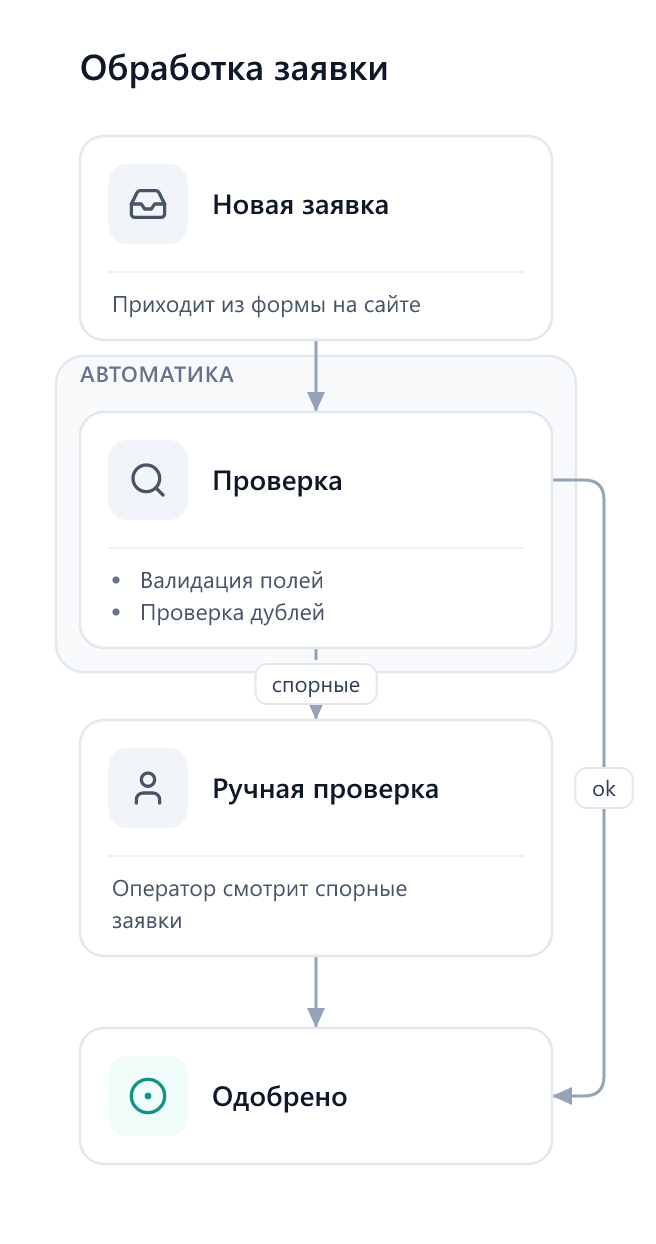 Обработка заявки
Новая заявка
Приходит из формы на сайте
АВТОМАТИКА
Проверка
• Валидация полей
• Проверка дублей
спорные
Ручная проверка
ok
Оператор смотрит спорные
заявки
Одобрено